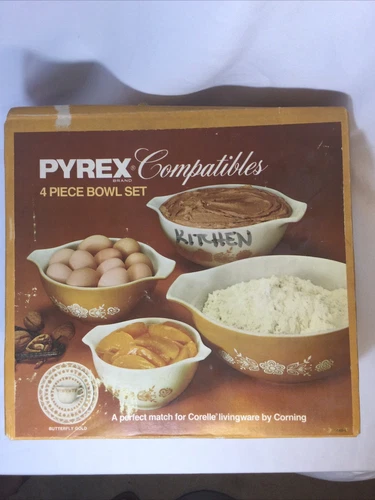 PYREX® Compatibles
BRAND
4 PIECE BOWL SET
KITCHEN
A perfect match for Corelle® livingware by Corning
BUTTERFLY GOLD